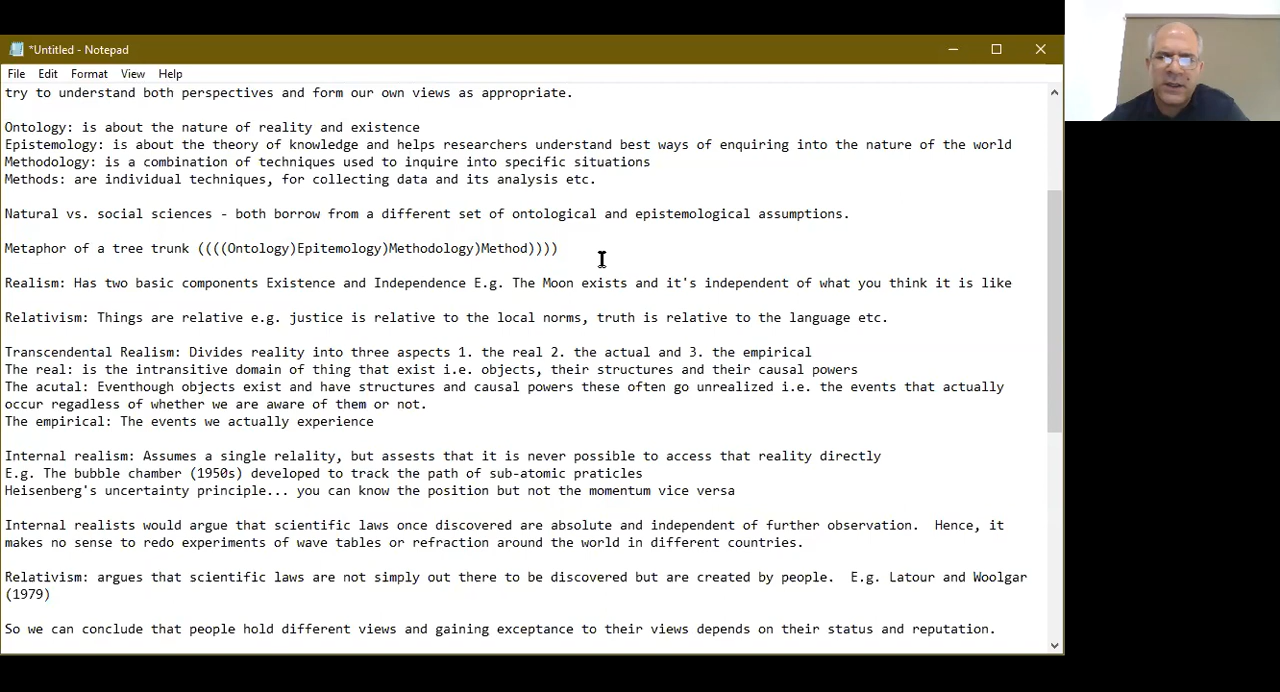 *Untitled - Notepad
File Edit Format View Help
try to understand both perspectives and form our own views as appropriate.
Ontology: is about the nature of reality and existence
Epistemology: is about the theory of knowledge and helps researchers understand best ways of enquiring into the nature of the world
Methodology: is a combination of techniques used to inquire into specific situations
Methods: are individual techniques, for collecting data and its analysis etc.
Natural vs. social sciences - both borrow from a different set of ontological and epistemological assumptions.
Metaphor of a tree trunk ((((Ontology)Epitemology)Methodology)Method))))
Realism: Has two basic components Existence and Independence E.g. The Moon exists and it's independent of what you think it is like
Relativism: Things are relative e.g. justice is relative to the local norms, truth is relative to the language etc.
Transcendental Realism: Divides reality into three aspects 1. the real 2. the actual and 3. the empirical
The real: is the intransitive domain of thing that exist i.e. objects, their structures and their causal powers
The acutal: Eventhough objects exist and have structures and causal powers these often go unrealized i.e. the events that actually
occur regadless of whether we are aware of them or not.
The empirical: The events we actually experience
Internal realism: Assumes a single relality, but assests that it is never possible to access that reality directly
E.g. The bubble chamber (1950s) developed to track the path of sub-atomic praticles
Heisenberg's uncertainty principle... you can know the position but not the momentum vice versa
Internal realists would argue that scientific laws once discovered are absolute and independent of further observation.  Hence, it
makes no sense to redo experiments of wave tables or refraction around the world in different countries.
Relativism: argues that scientific laws are not simply out there to be discovered but are created by people.  E.g. Latour and Woolgar
(1979)
So we can conclude that people hold different views and gaining exceptance to their views depends on their status and reputation.